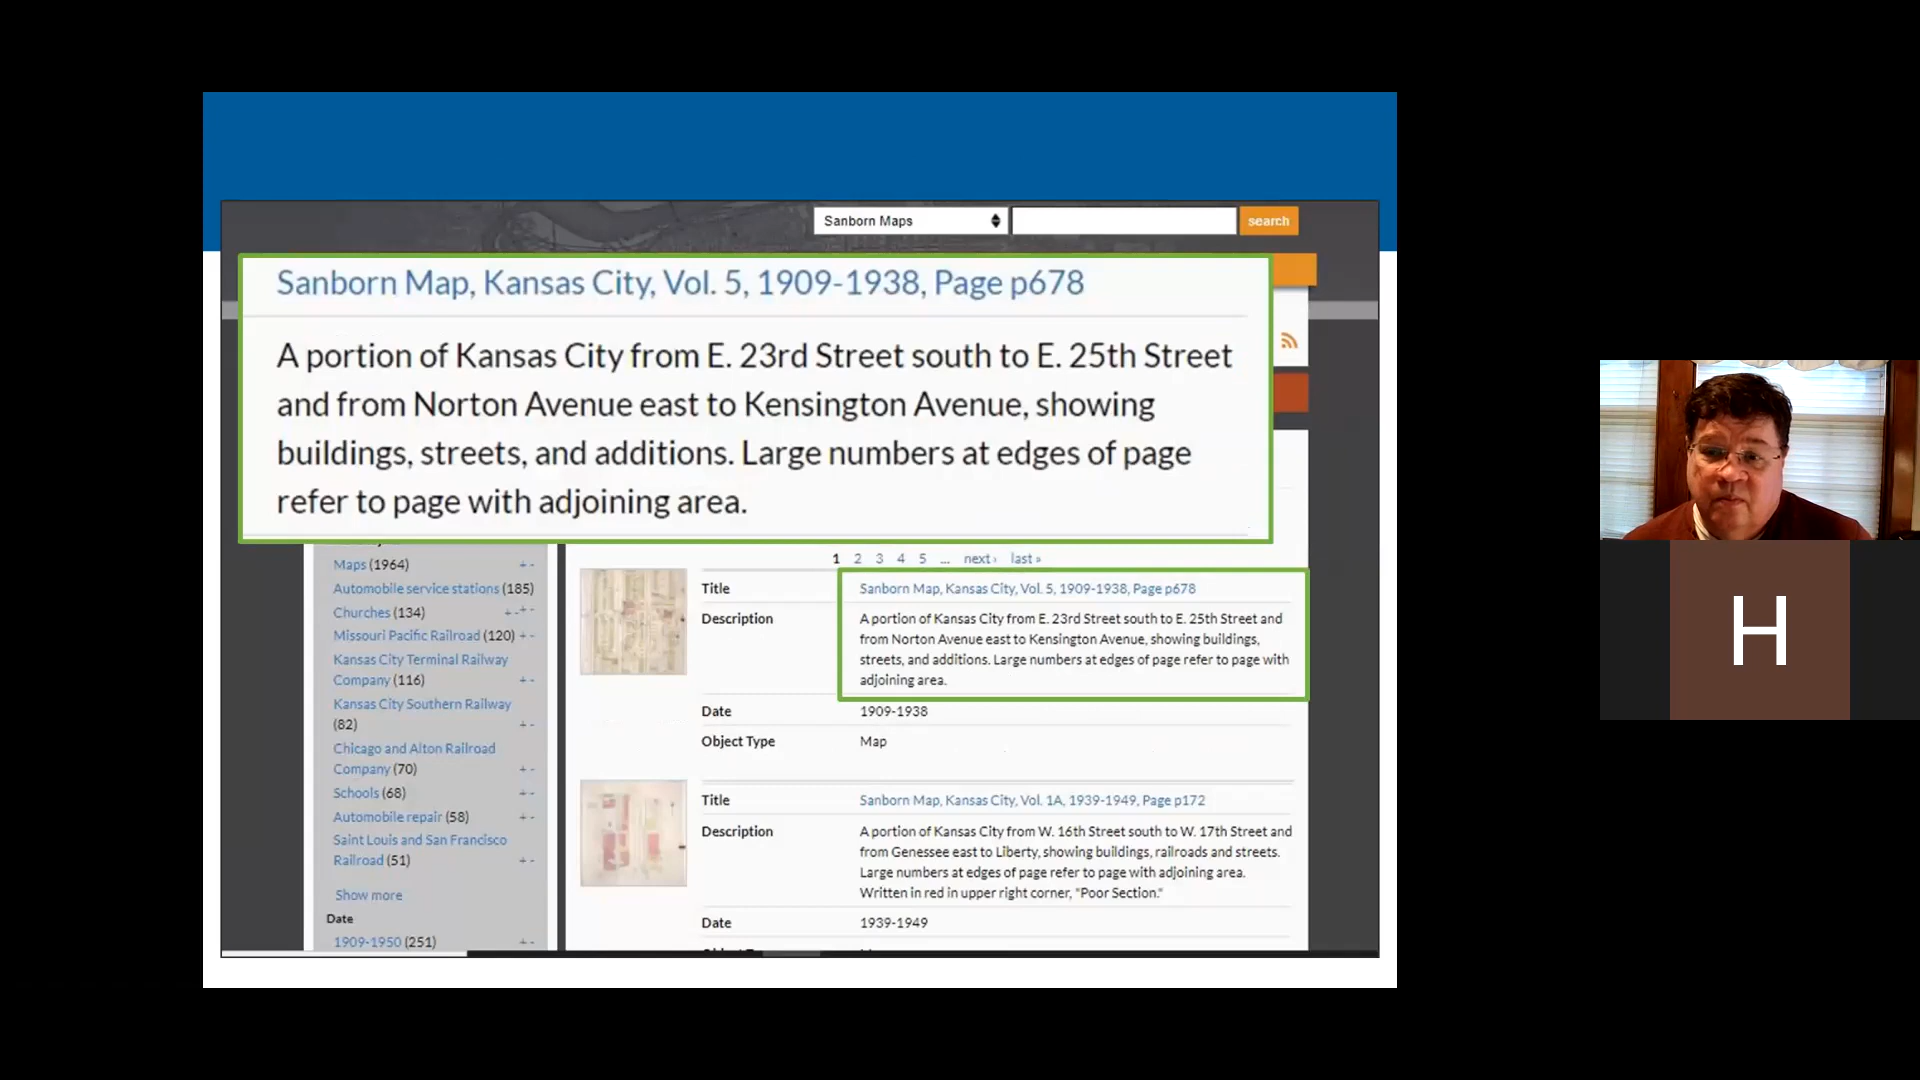 Sanborn Maps
search
Sanborn Map, Kansas City, Vol. 5, 1909-1938, Page p678
A portion of Kansas City from E. 23rd Street south to E. 25th Street
and from Norton Avenue east to Kensington Avenue, showing
buildings, streets, and additions. Large numbers at edges of page
refer to page with adjoining area.
Maps (1964) + -
Automobile service stations (185)
+ -
Churches (134) + -
Missouri Pacific Railroad (120) + -
Kansas City Terminal Railway
Company (116) + -
Kansas City Southern Railway
(82) + -
Chicago and Alton Railroad
Company (70) + -
Schools (68) + -
Automobile repair (58) + -
Saint Louis and San Francisco
Railroad (51) + -
Show more
Date
1909-1950 (251) + -
1 2 3 4 5 ... next › last »
Title Sanborn Map, Kansas City, Vol. 5, 1909-1938, Page p678
Description A portion of Kansas City from E. 23rd Street south to E. 25th Street and
from Norton Avenue east to Kensington Avenue, showing buildings,
streets, and additions. Large numbers at edges of page refer to page with
adjoining area.
Date 1909-1938
Object Type Map
Title Sanborn Map, Kansas City, Vol. 1A, 1939-1949, Page p172
Description A portion of Kansas City from W. 16th Street south to W. 17th Street and
from Genessee east to Liberty, showing buildings, railroads and streets.
Large numbers at edges of page refer to page with adjoining area.
Written in red in upper right corner, "Poor Section."
Date 1939-1949
H